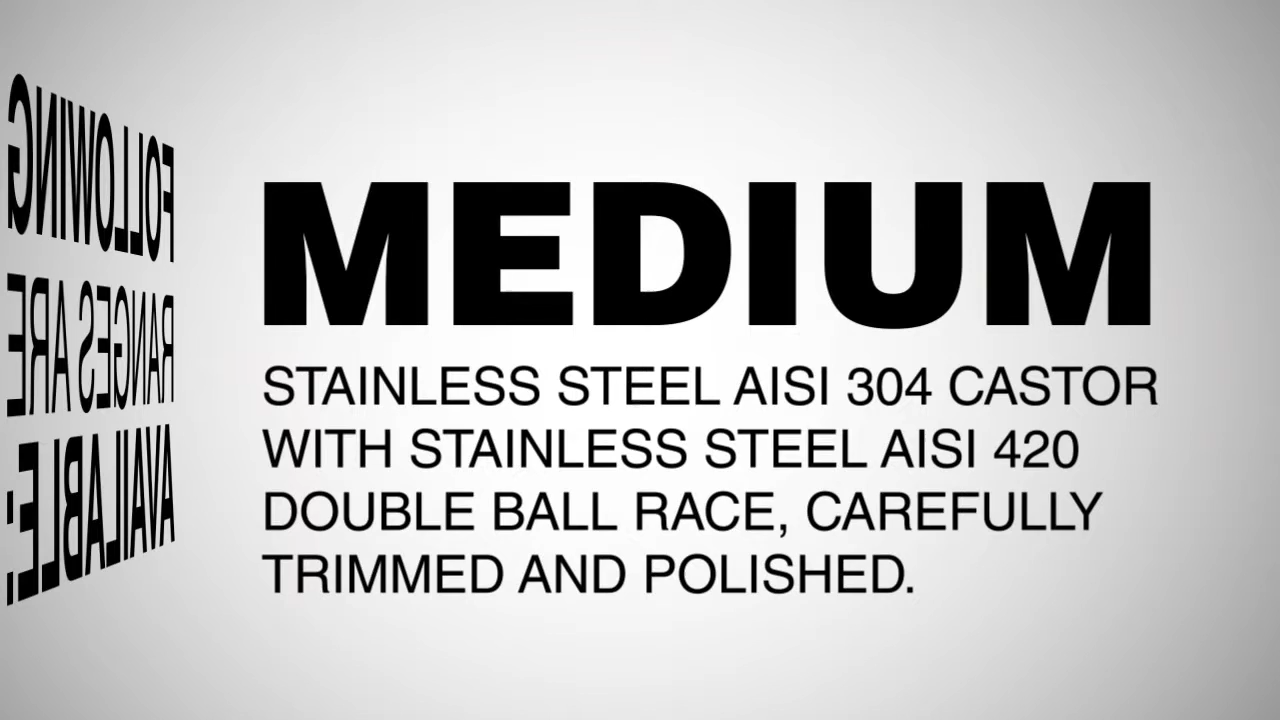 FOLLOWING
RANGES ARE
AVAILABLE:
MEDIUM
STAINLESS STEEL AISI 304 CASTOR
WITH STAINLESS STEEL AISI 420
DOUBLE BALL RACE, CAREFULLY
TRIMMED AND POLISHED.